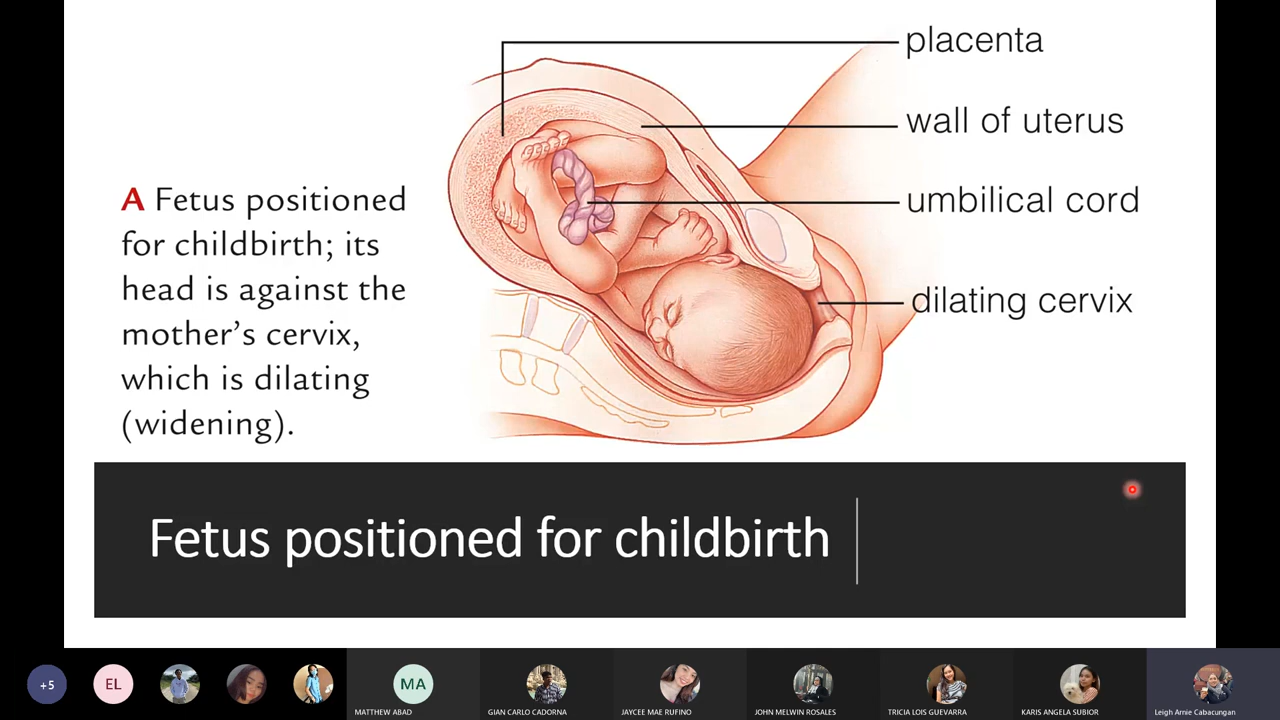 placenta
wall of uterus
umbilical cord
dilating cervix
A Fetus positioned
for childbirth; its
head is against the
mother’s cervix,
which is dilating
(widening).
Fetus positioned for childbirth
+5
EL
MA
MATTHEW ABAD
GIAN CARLO CADORNA
JAYCEE MAE RUFINO
JOHN MELWIN ROSALES
TRICIA LOIS GUEVARRA
KARIS ANGELA SUBIOR
Leigh Arnie Cabacungan